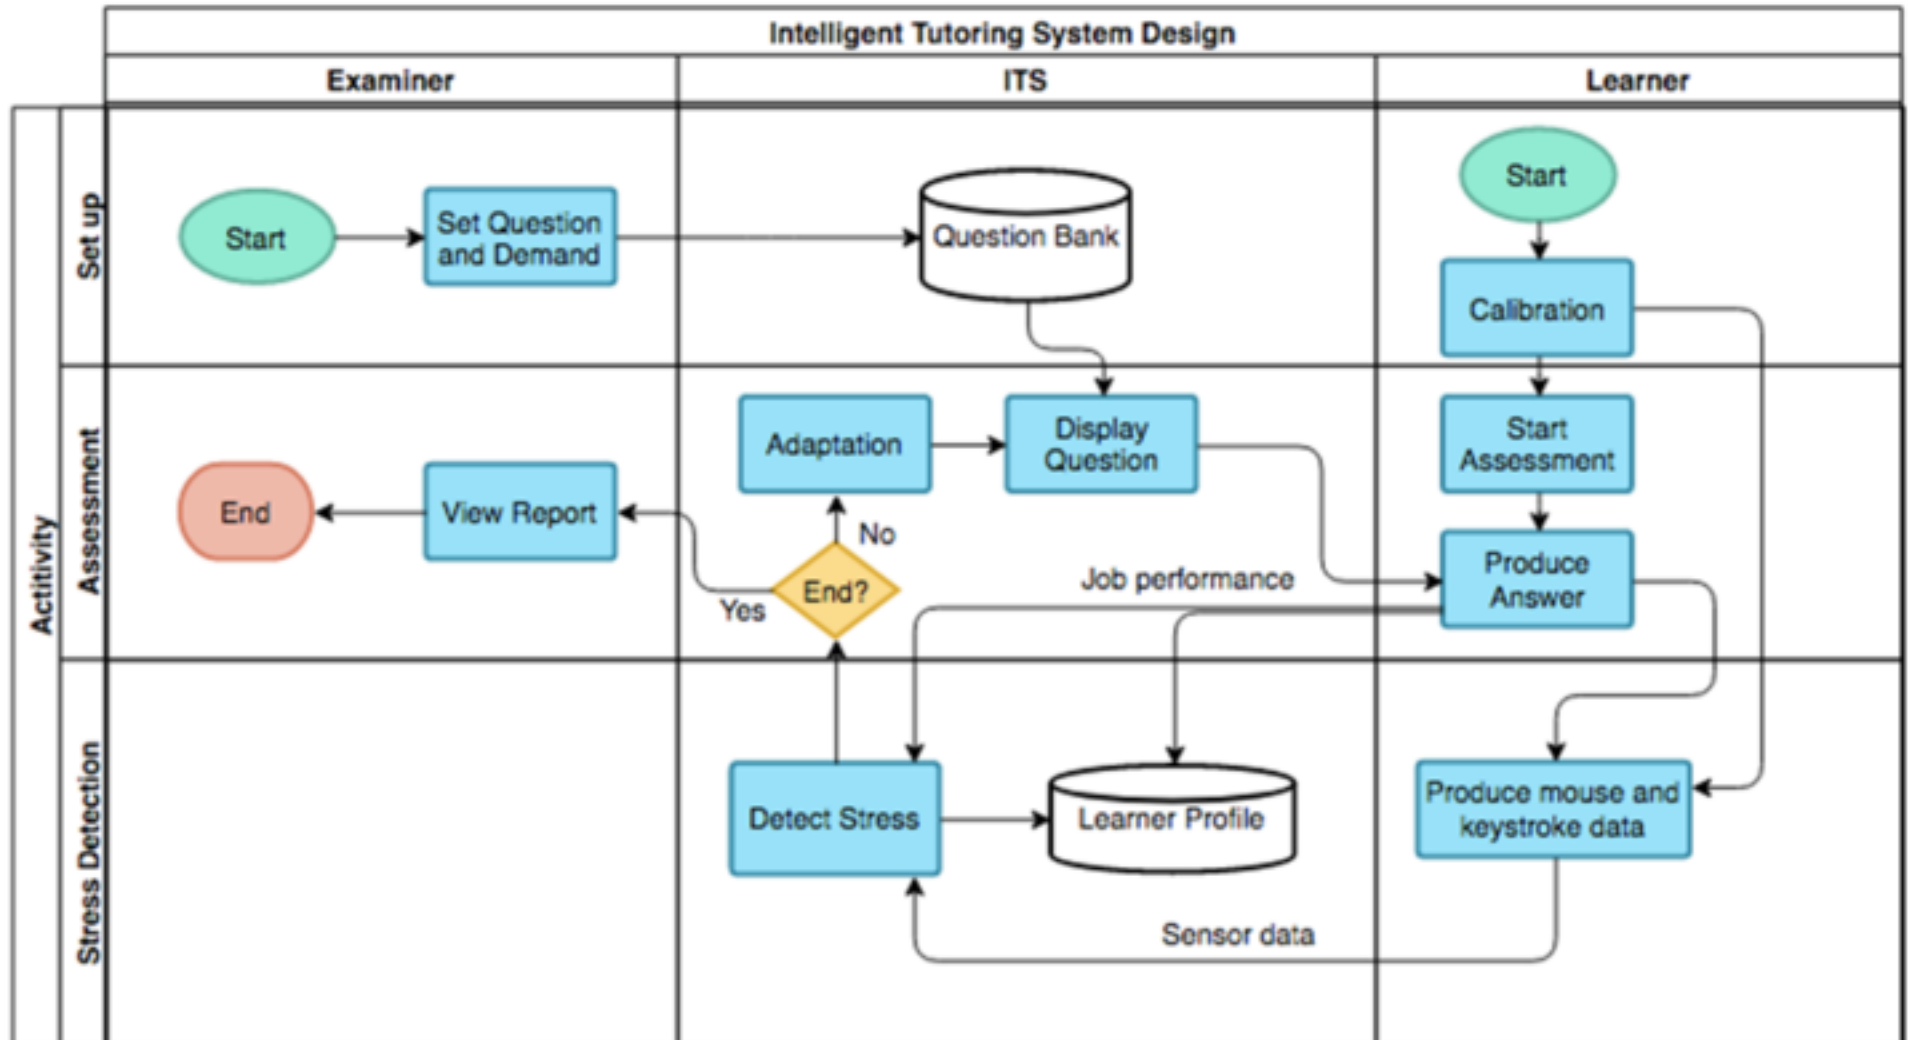 Intelligent Tutoring System Design
Examiner
ITS
Learner
Actitivity
Set up
Start
Set Question
and Demand
Question Bank
Start
Calibration
Assessment
End
View Report
Adaptation
Display
Question
Start
Assessment
No
End?
Yes
Job performance
Produce
Answer
Stress Detection
Detect Stress
Learner Profile
Produce mouse and
keystroke data
Sensor data